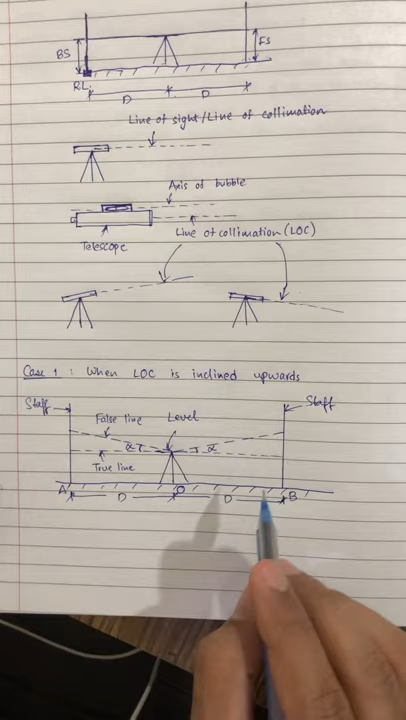 BS
FS
R.L.
D D
Line of sight/Line of collimation
Axis of bubble
Line of collimation (LOC)
Telescope
Case 1 : When LOC is inclined upwards
Staff Staff
False line Level
α α
True line
A O B
D D